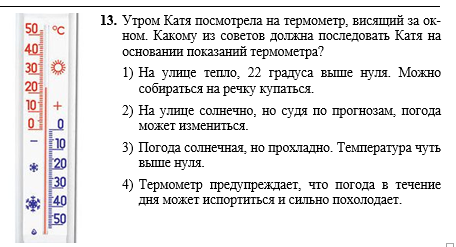 50 °C
40
30
20
10 +
0 0
– 10
20
30
40
50
13. Утром Катя посмотрела на термометр, висящий за ок-
ном. Какому из советов должна последовать Катя на
основании показаний термометра?
1) На улице тепло, 22 градуса выше нуля. Можно
собираться на речку купаться.
2) На улице солнечно, но судя по прогнозам, погода
может измениться.
3) Погода солнечная, но прохладно. Температура чуть
выше нуля.
4) Термометр предупреждает, что погода в течение
дня может испортиться и сильно похолодает.